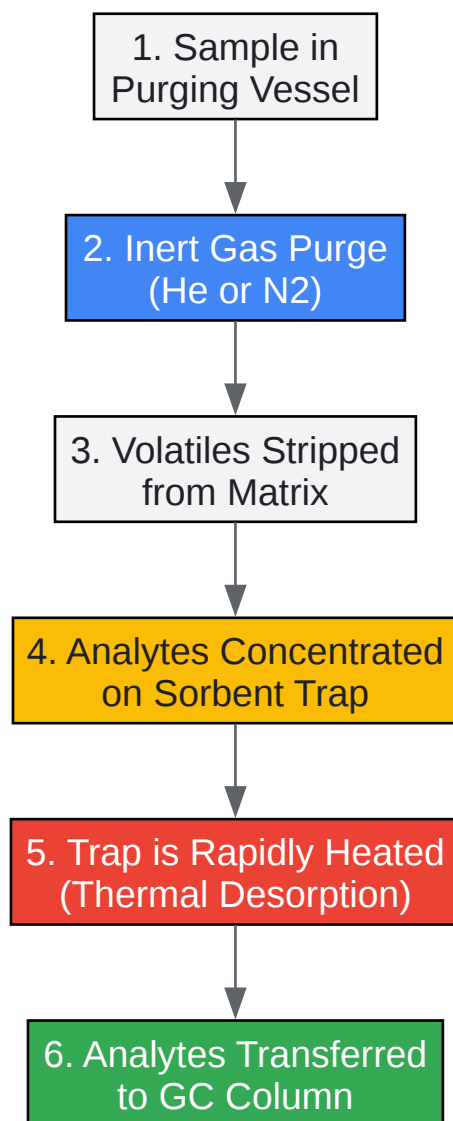 1. Sample in
Purging Vessel
2. Inert Gas Purge
(He or N2)
3. Volatiles Stripped
from Matrix
4. Analytes Concentrated
on Sorbent Trap
5. Trap is Rapidly Heated
(Thermal Desorption)
6. Analytes Transferred
to GC Column